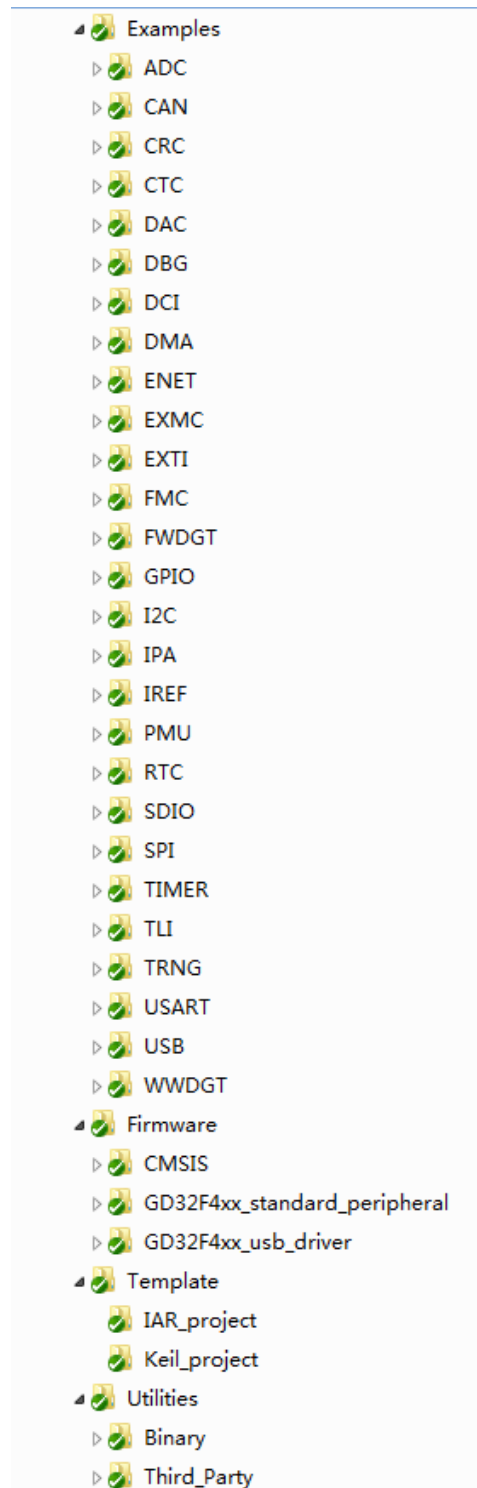 Examples
ADC
CAN
CRC
CTC
DAC
DBG
DCI
DMA
ENET
EXMC
EXTI
FMC
FWDGT
GPIO
I2C
IPA
IREF
PMU
RTC
SDIO
SPI
TIMER
TLI
TRNG
USART
USB
WWDGT
Firmware
CMSIS
GD32F4xx_standard_peripheral
GD32F4xx_usb_driver
Template
IAR_project
Keil_project
Utilities
Binary
Third_Party